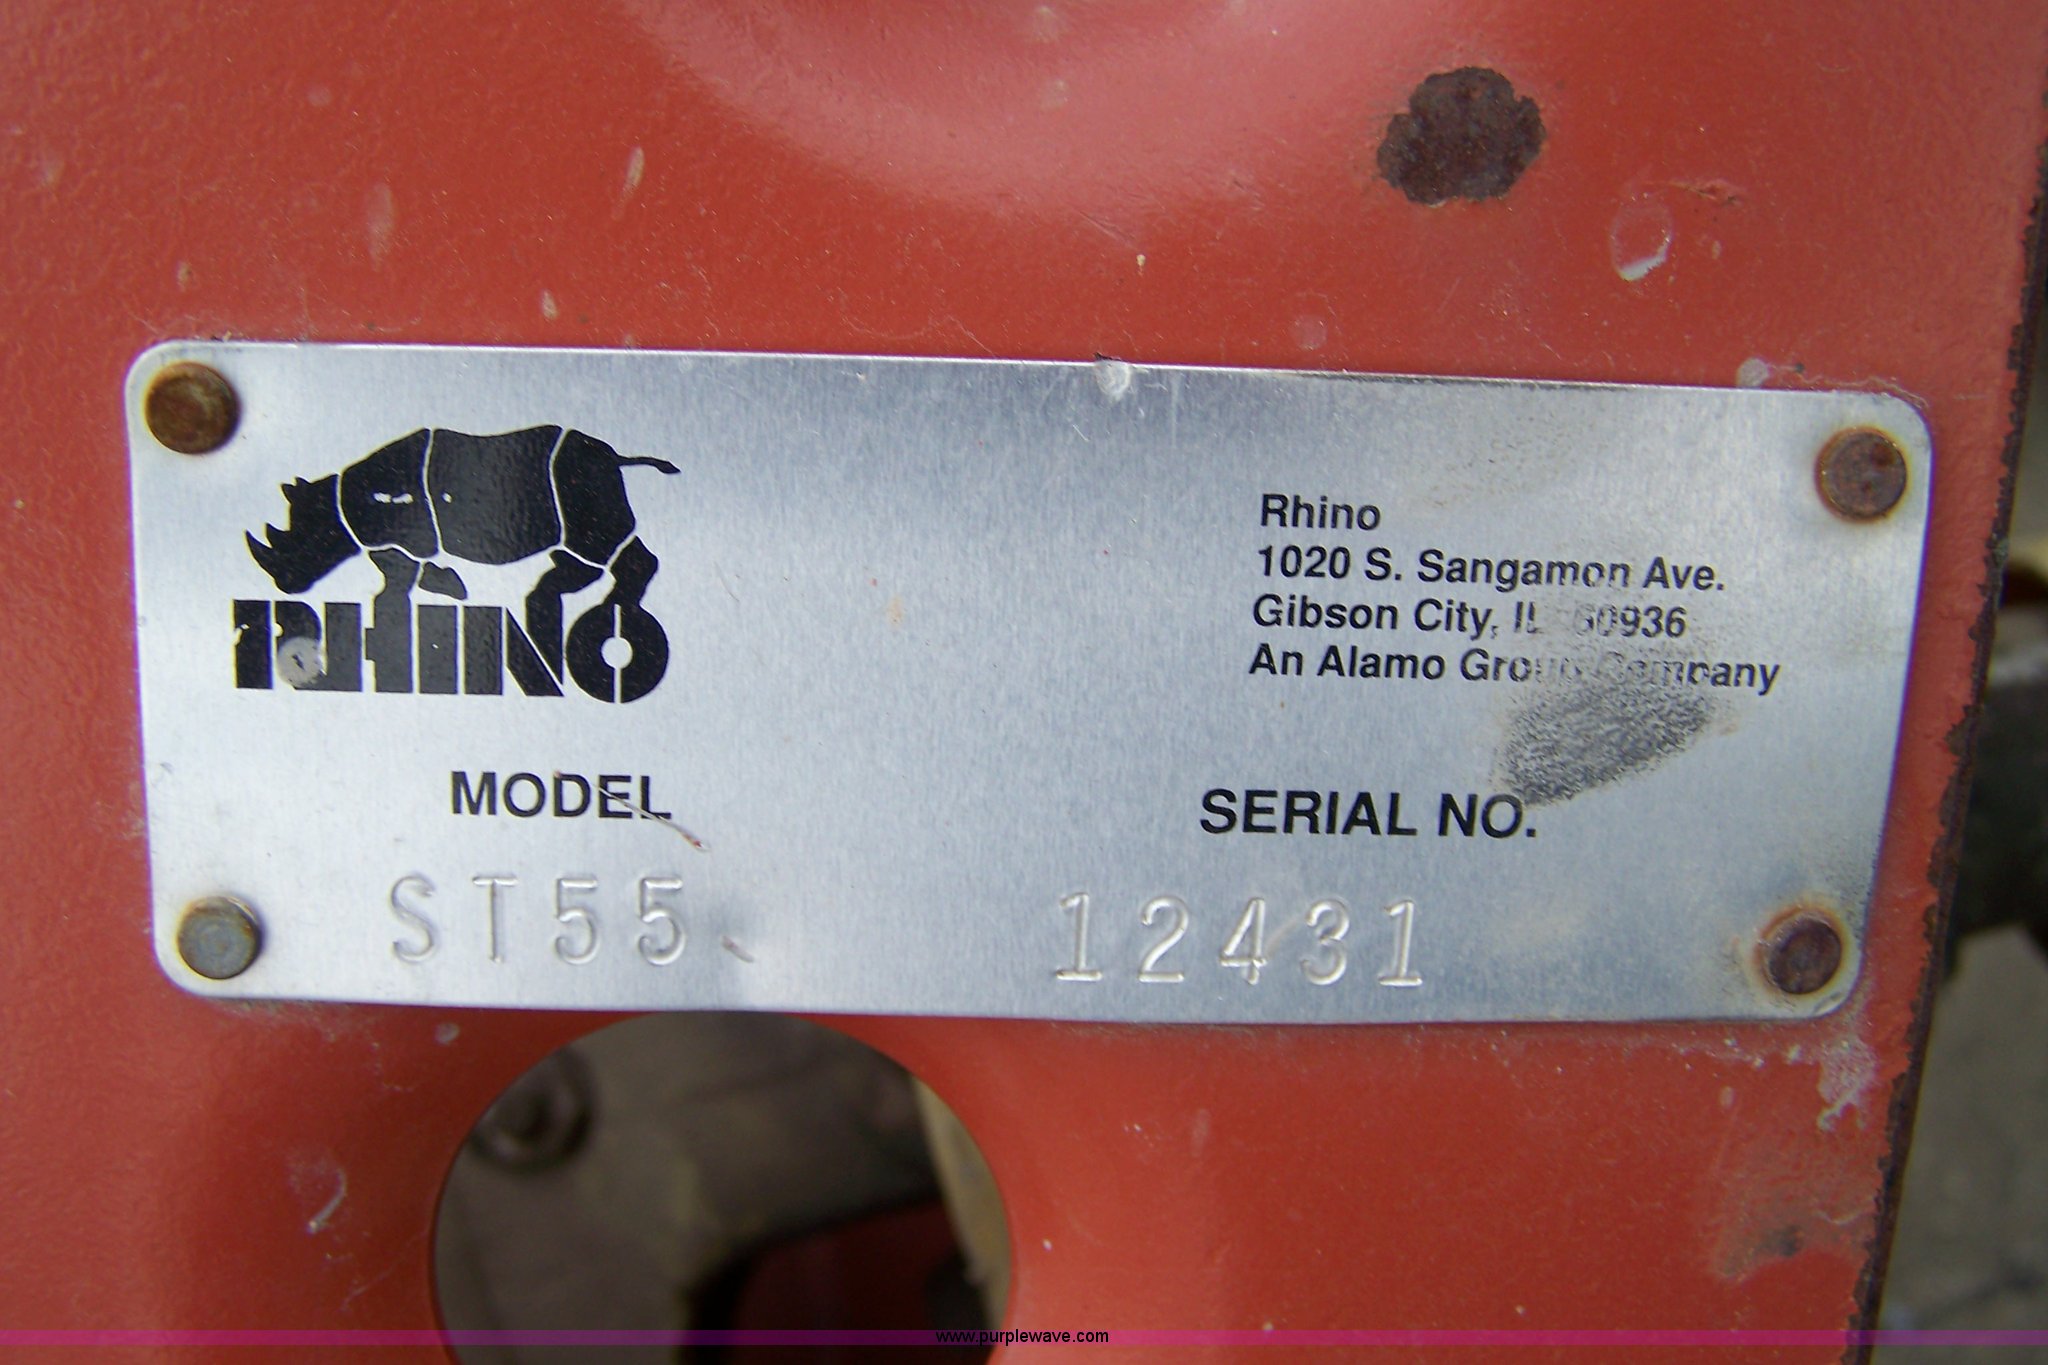 RHINO
Rhino
1020 S. Sangamon Ave.
Gibson City, IL 60936
An Alamo Group Company
MODEL
SERIAL NO.
ST55
12431
www.purplewave.com